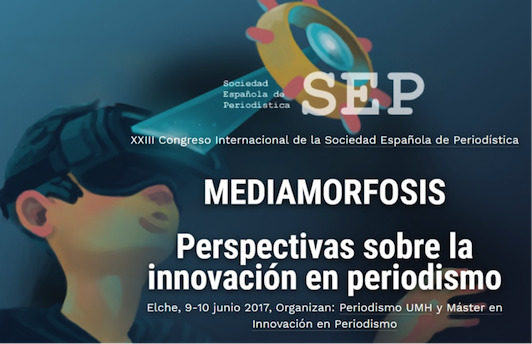 Sociedad
Española de
Periodística
SEP
XXIII Congreso Internacional de la Sociedad Española de Periodística
MEDIAMORFOSIS
Perspectivas sobre la
innovación en periodismo
Elche, 9-10 junio 2017, Organizan: Periodismo UMH y Máster en
Innovación en Periodismo